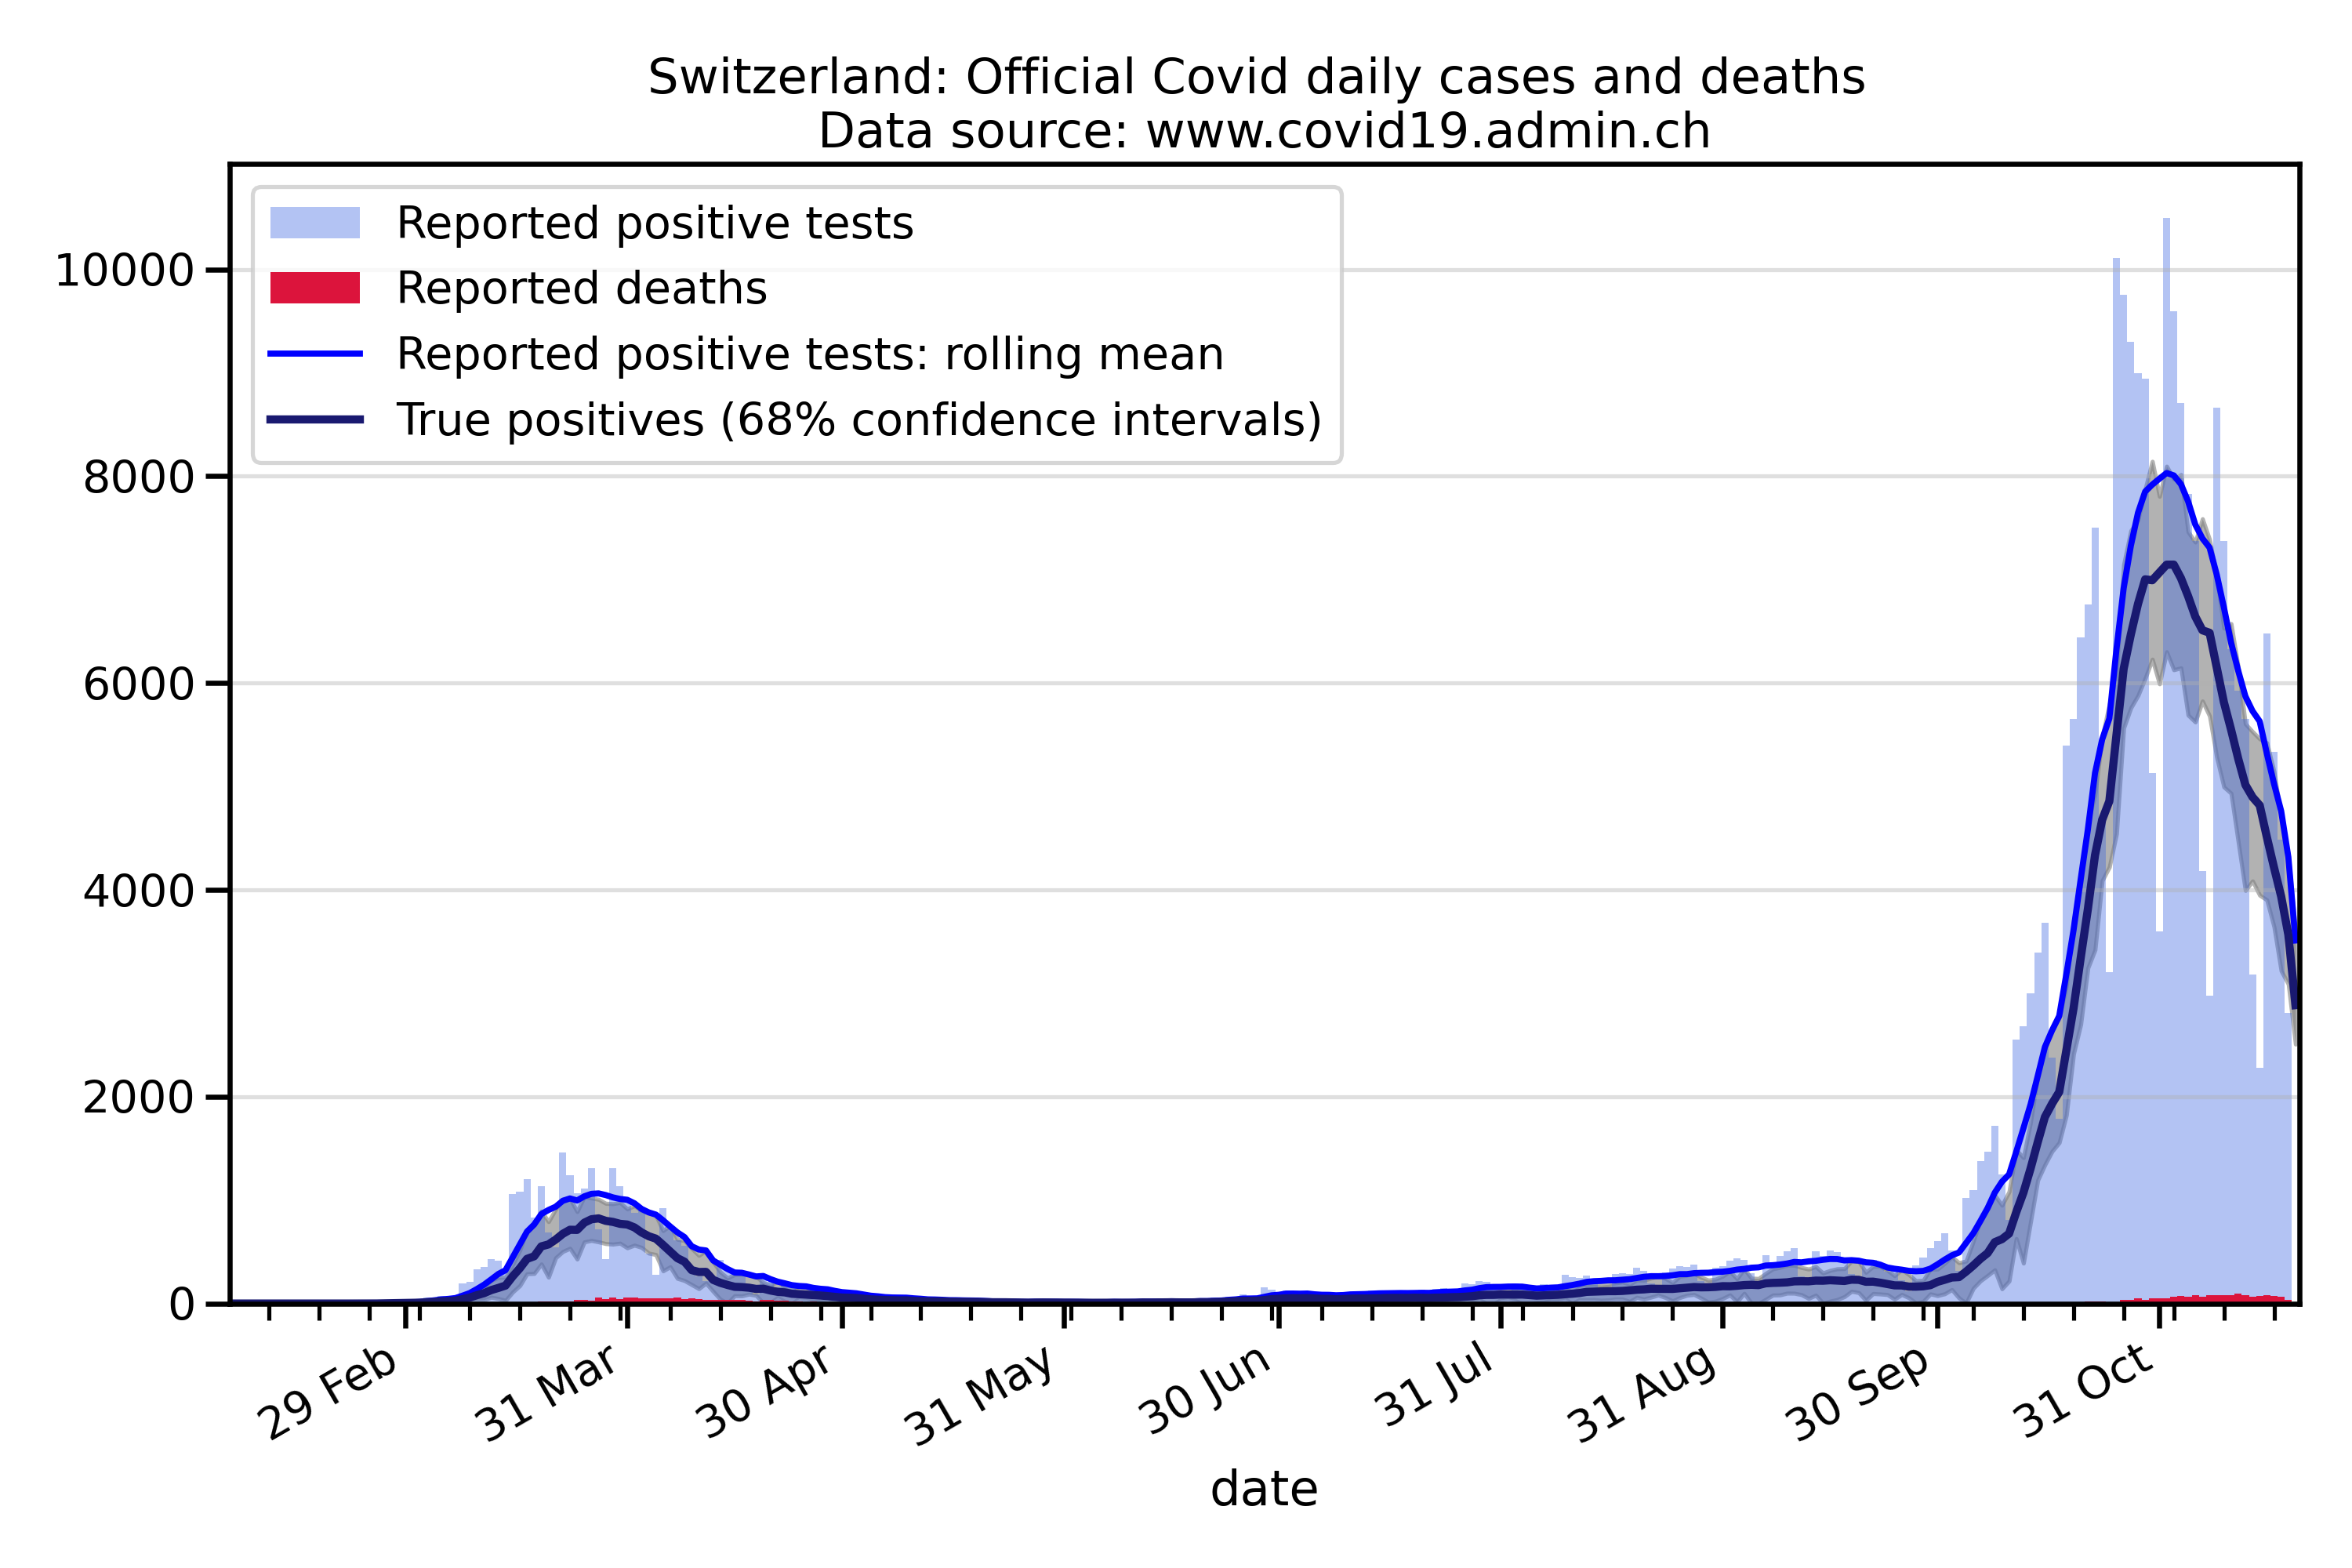 Switzerland: Official Covid daily cases and deaths
Data source: www.covid19.admin.ch
Reported positive tests
Reported deaths
Reported positive tests: rolling mean
True positives (68% confidence intervals)
10000
8000
6000
4000
2000
0
29 Feb
31 Mar
30 Apr
31 May
30 Jun
31 Jul
31 Aug
30 Sep
31 Oct
date